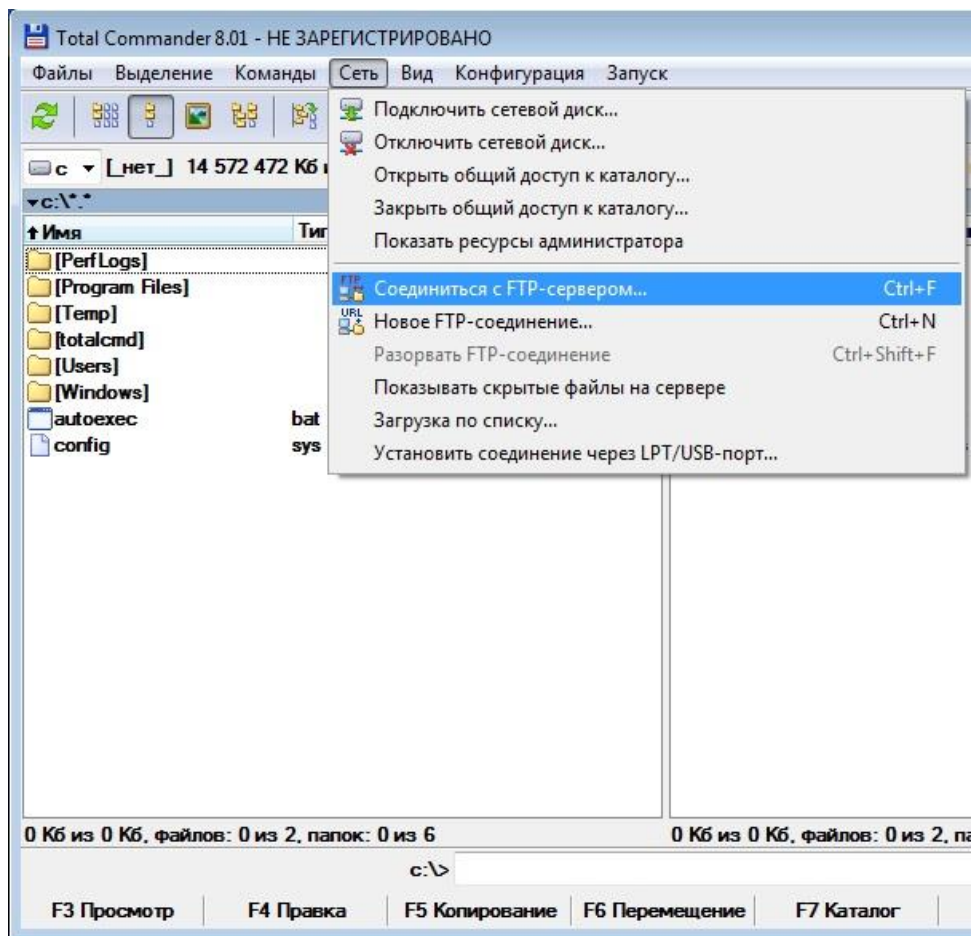 Total Commander 8.01 - НЕ ЗАРЕГИСТРИРОВАНО
Файлы Выделение Команды Сеть Вид Конфигурация Запуск
Подключить сетевой диск...
Отключить сетевой диск...
Открыть общий доступ к каталогу...
Закрыть общий доступ к каталогу...
Показать ресурсы администратора
FTP Соединиться с FTP-сервером... Ctrl+F
URL Новое FTP-соединение... Ctrl+N
Разорвать FTP-соединение Ctrl+Shift+F
Показывать скрытые файлы на сервере
Загрузка по списку...
Установить соединение через LPT/USB-порт...
c [_нет_] 14 572 472 Кб
c:\*.*
Имя Тип
[PerfLogs]
[Program Files]
[Temp]
[totalcmd]
[Users]
[Windows]
autoexec bat
config sys
0 Кб из 0 Кб, файлов: 0 из 2, папок: 0 из 6
0 Кб из 0 Кб, файлов: 0 из 2,
c:\>
F3 Просмотр F4 Правка F5 Копирование F6 Перемещение F7 Каталог